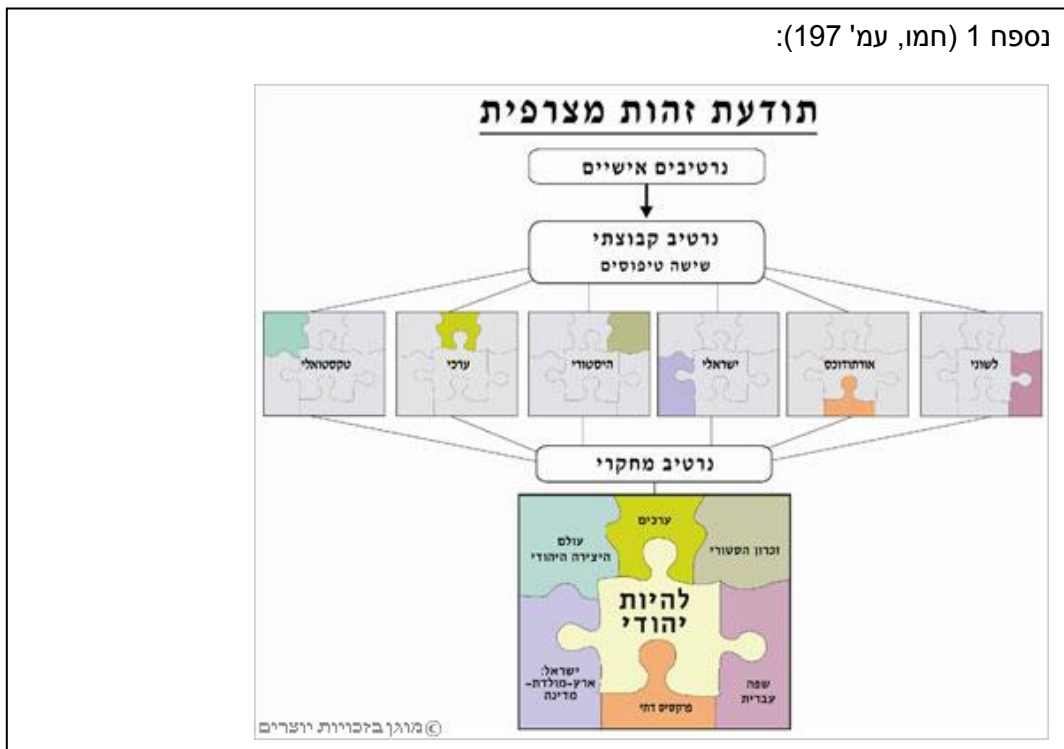 נספח 1 (חמו, עמ' 197):
תודעת זהות מצרפית
נרטיבים אישיים
נרטיב קבוצתי
שישה טיפוסים
לשוני
אורתודוכס
ישראלי
היסטורי
ערכי
טקסטואלי
נרטיב מחקרי
זכרון הסטורי
ערכים
עולם
היצירה היהודי
להיות
יהודי
שפה
עברית
פרקסיס דתי
ישראל:
ארץ-מולדת-
מדינה
© מוגן בזכויות יוצרים